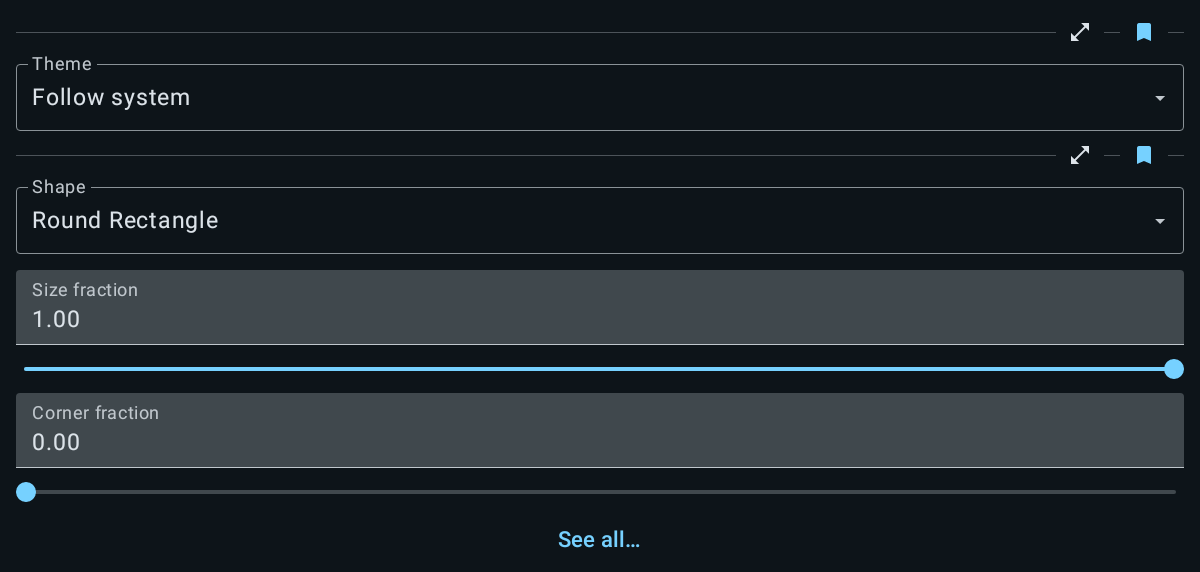 Theme
Follow system
Shape
Round Rectangle
Size fraction
1.00
Corner fraction
0.00
See all…